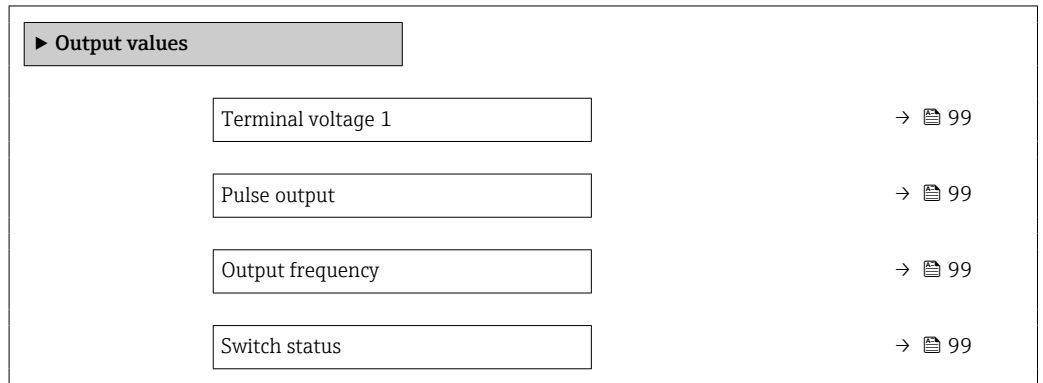 ▶ Output values
Terminal voltage 1 → 99
Pulse output → 99
Output frequency → 99
Switch status → 99